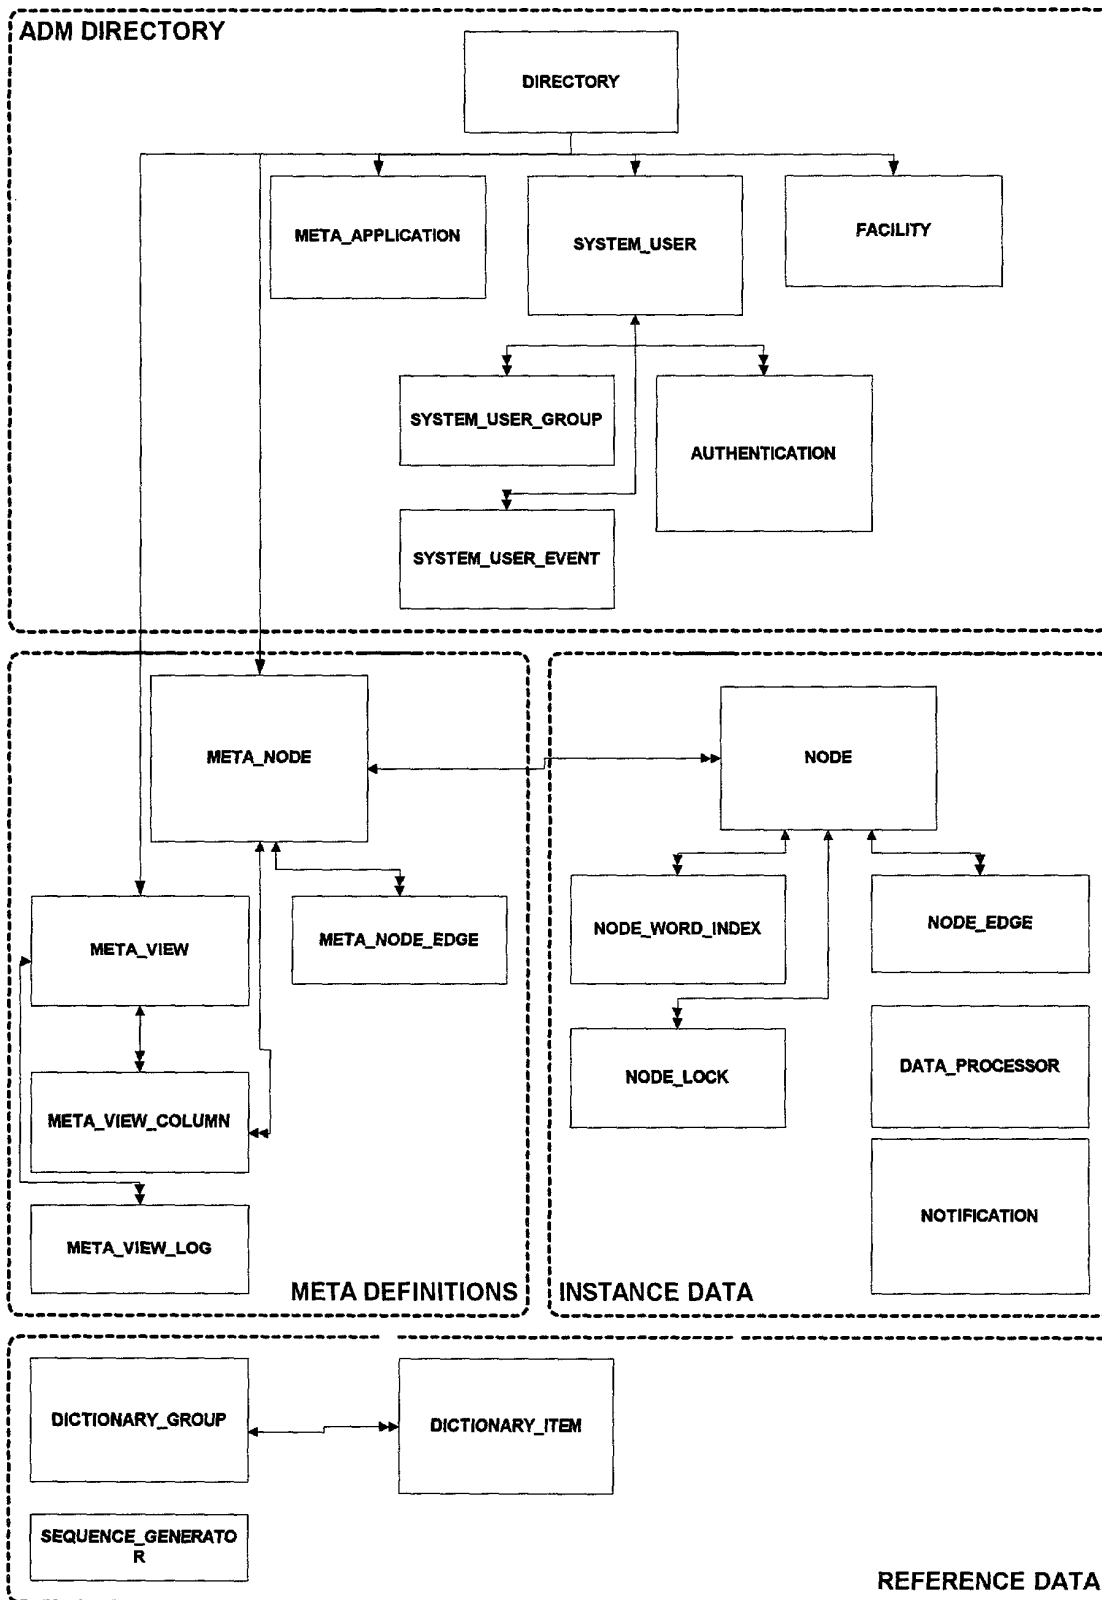 ADM DIRECTORY
DIRECTORY
META_APPLICATION
SYSTEM_USER
FACILITY
SYSTEM_USER_GROUP
AUTHENTICATION
SYSTEM_USER_EVENT
META_NODE
NODE
META_VIEW
META_NODE_EDGE
NODE_WORD_INDEX
NODE_EDGE
META_VIEW_COLUMN
NODE_LOCK
DATA_PROCESSOR
META_VIEW_LOG
NOTIFICATION
META DEFINITIONS
INSTANCE DATA
DICTIONARY_GROUP
DICTIONARY_ITEM
SEQUENCE_GENERATO
R
REFERENCE DATA